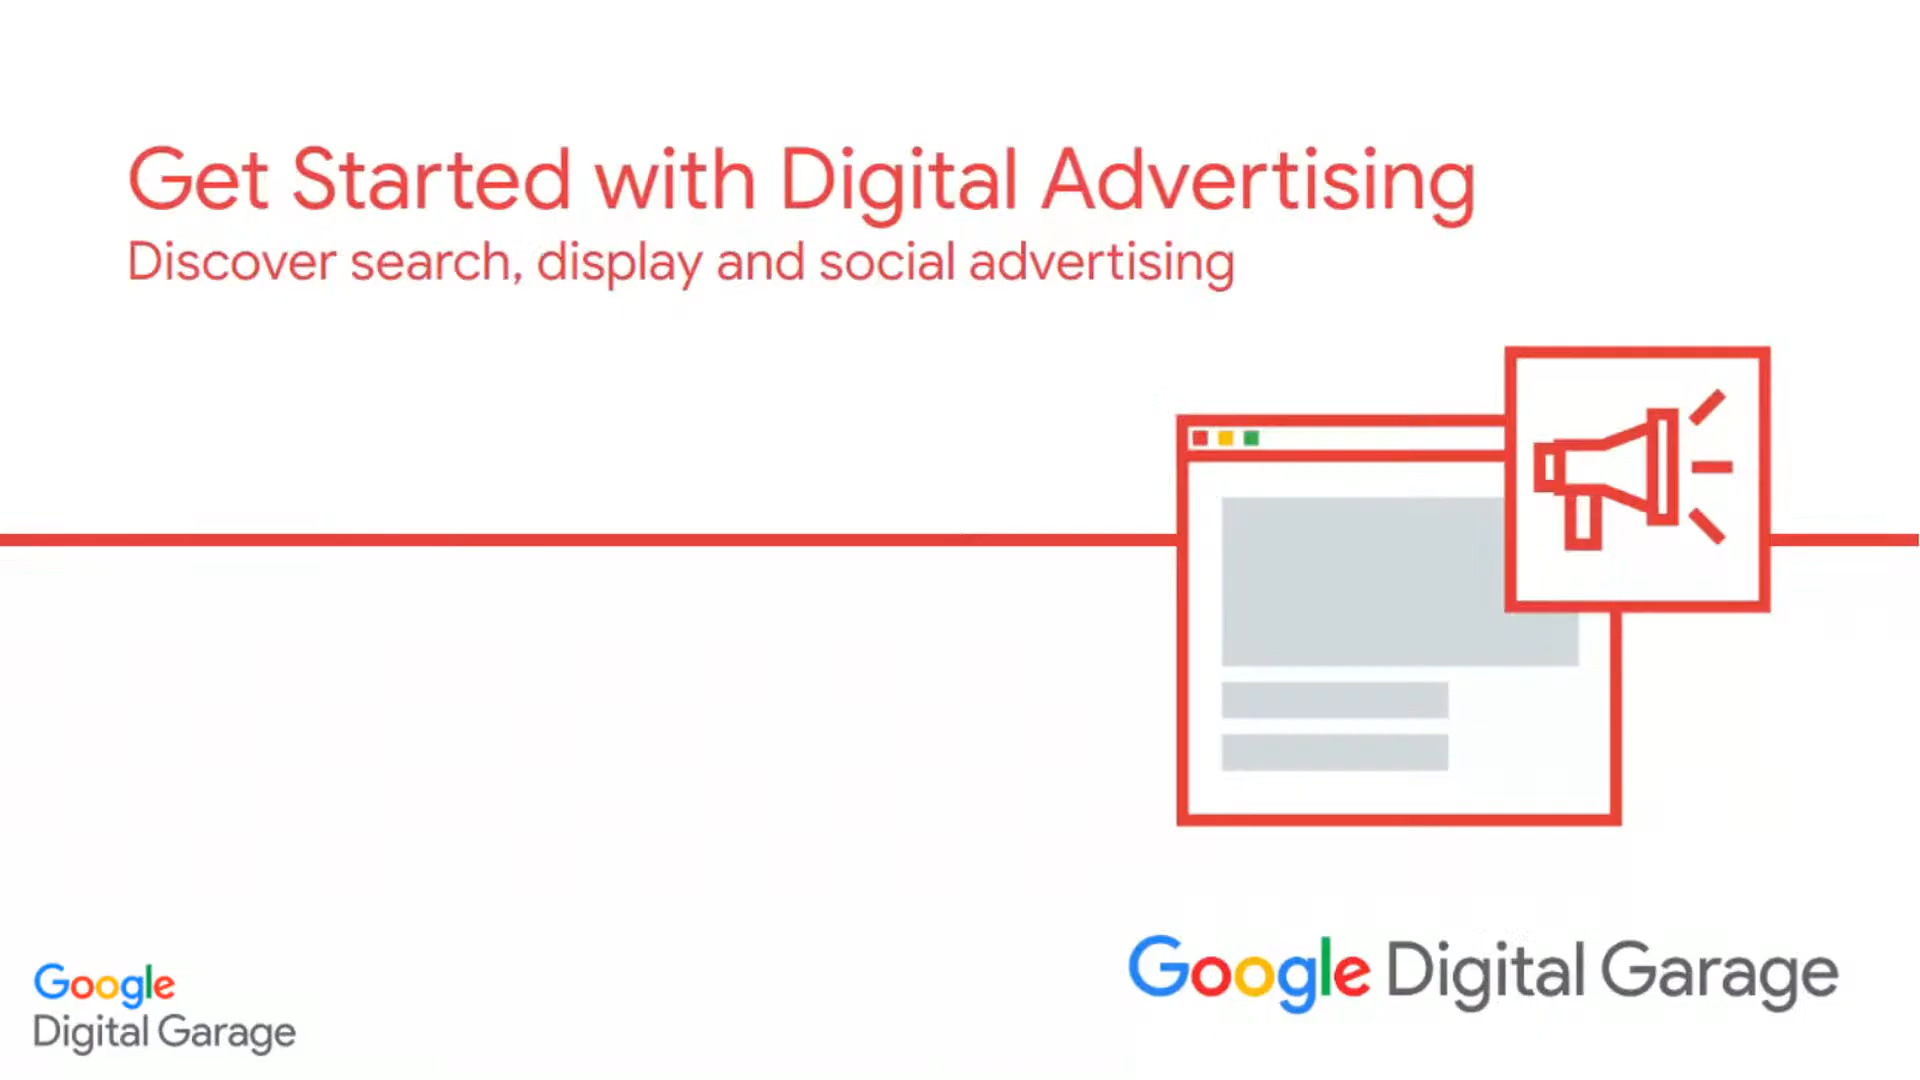 Get Started with Digital Advertising
Discover search, display and social advertising
Google
Digital Garage
Google Digital Garage